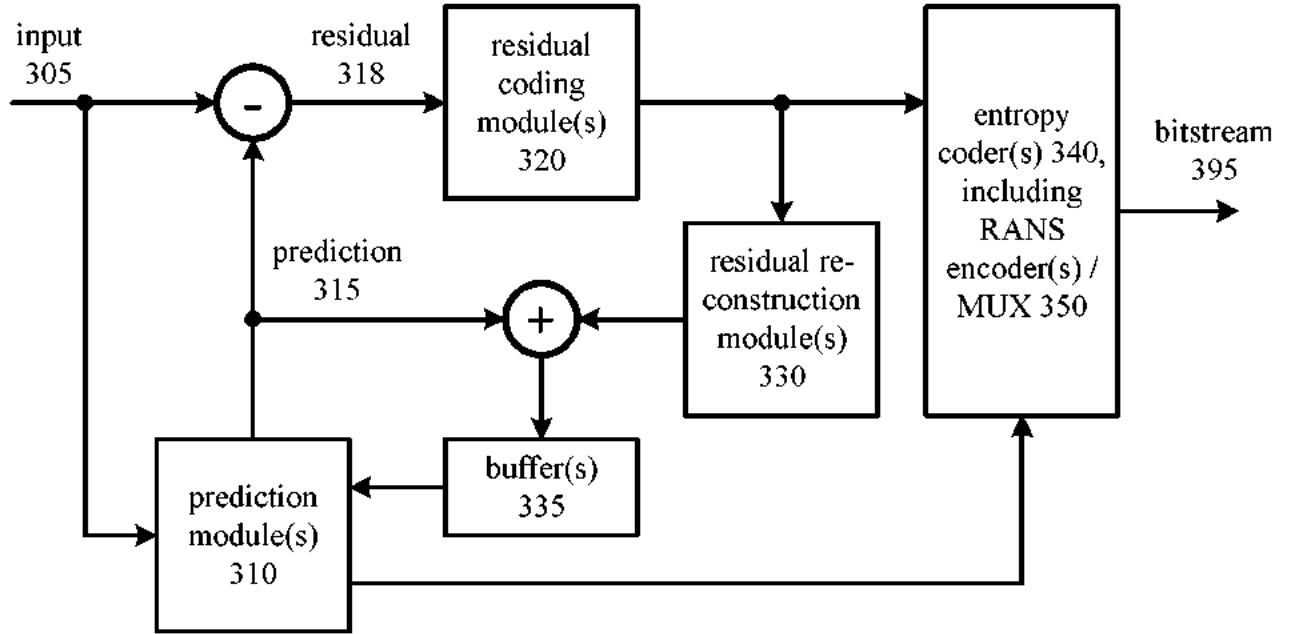 input
305
residual
318
-
residual
coding
module(s)
320
entropy
coder(s) 340,
including
RANS
encoder(s) /
MUX 350
bitstream
395
prediction
315
+
residual re-
construction
module(s)
330
prediction
module(s)
310
buffer(s)
335